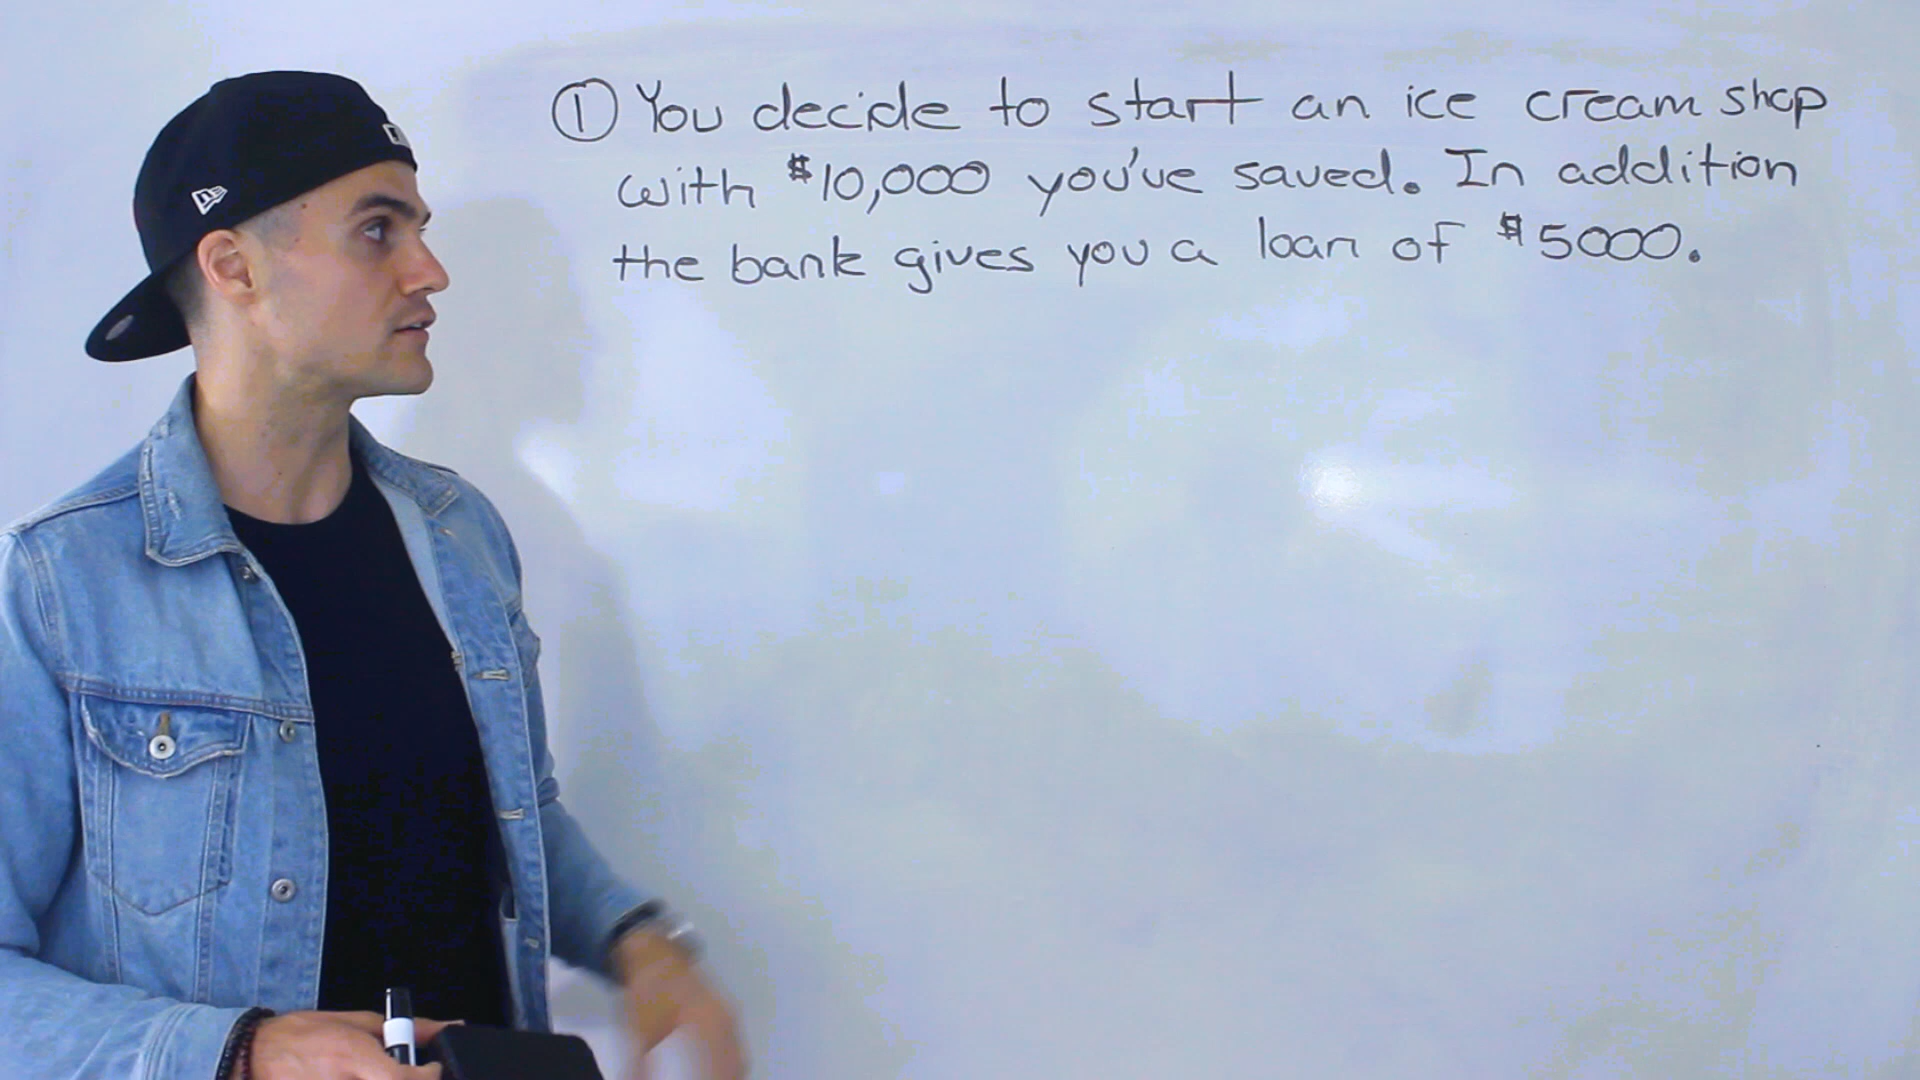 ① You decide to start an ice cream shop
with $10,000 you've saved. In addition
the bank gives you a loan of $5000.